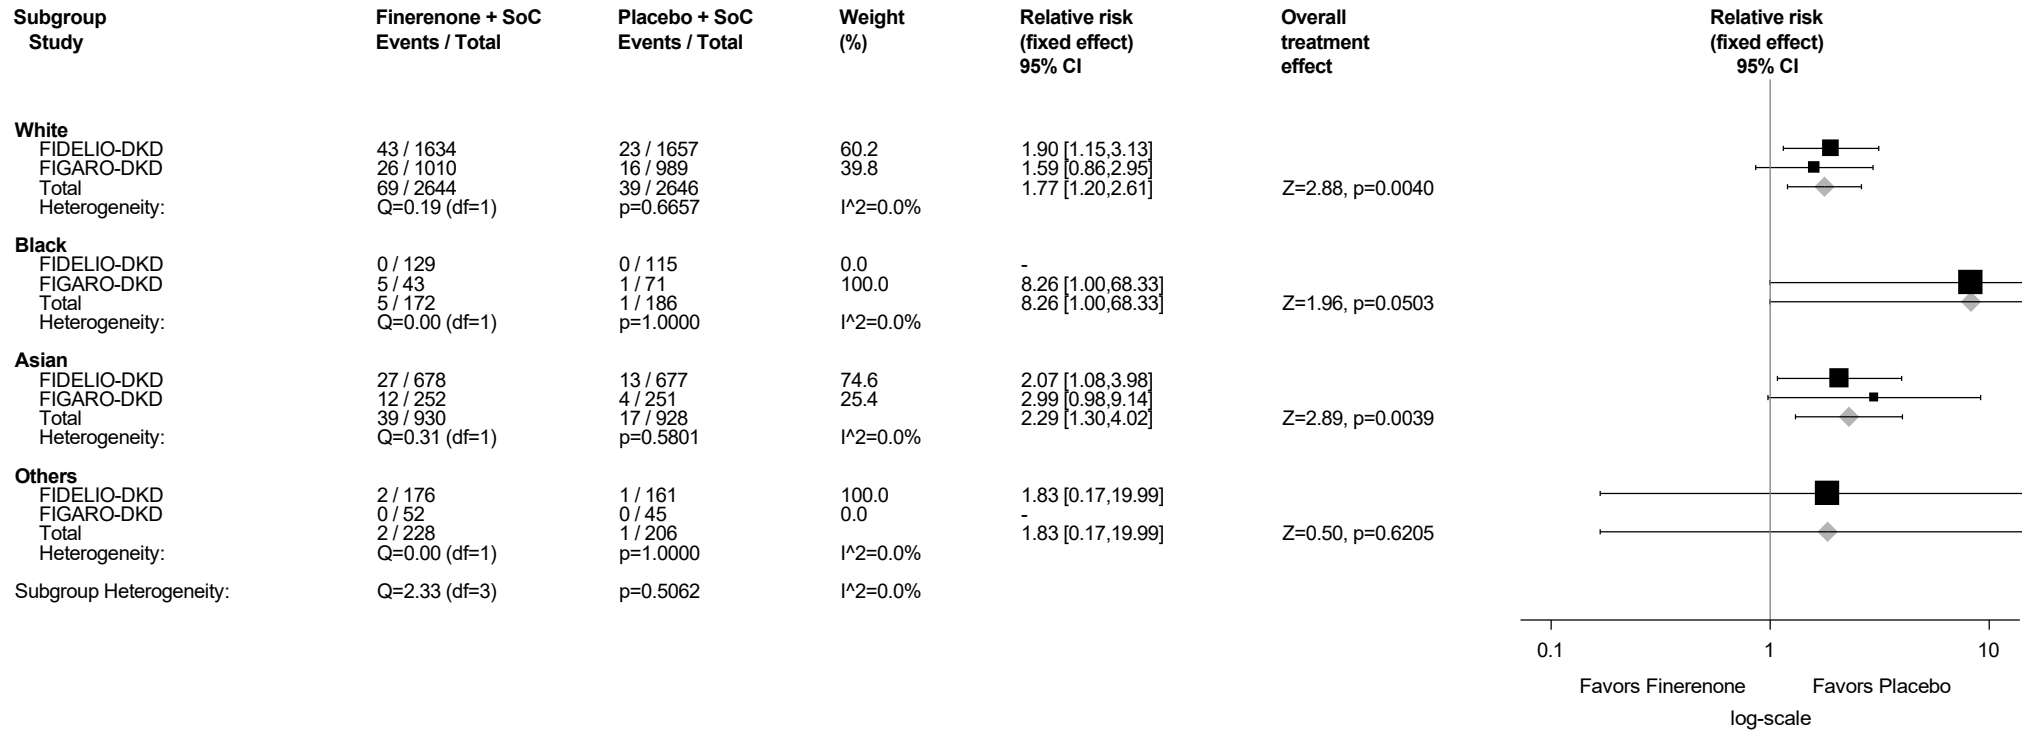 Subgroup Finerenone + SoC Placebo + SoC Weight Relative risk Overall Relative risk
Study Events / Total Events / Total (%) (fixed effect) treatment (fixed effect)
95% CI effect 95% CI
White
FIDELIO-DKD 43 / 1634 23 / 1657 60.2 1.90 [1.15,3.13]
FIGARO-DKD 26 / 1010 16 / 989 39.8 1.59 [0.86,2.95]
Total 69 / 2644 39 / 2646 1.77 [1.20,2.61] Z=2.88, p=0.0040
Heterogeneity: Q=0.19 (df=1) p=0.6657 I^2=0.0%
Black
FIDELIO-DKD 0 / 129 0 / 115 0.0 -
FIGARO-DKD 5 / 43 1 / 71 100.0 8.26 [1.00,68.33]
Total 5 / 172 1 / 186 8.26 [1.00,68.33] Z=1.96, p=0.0503
Heterogeneity: Q=0.00 (df=1) p=1.0000 I^2=0.0%
Asian
FIDELIO-DKD 27 / 678 13 / 677 74.6 2.07 [1.08,3.98]
FIGARO-DKD 12 / 252 4 / 251 25.4 2.99 [0.98,9.14]
Total 39 / 930 17 / 928 2.29 [1.30,4.02] Z=2.89, p=0.0039
Heterogeneity: Q=0.31 (df=1) p=0.5801 I^2=0.0%
Others
FIDELIO-DKD 2 / 176 1 / 161 100.0 1.83 [0.17,19.99]
FIGARO-DKD 0 / 52 0 / 45 0.0 -
Total 2 / 228 1 / 206 1.83 [0.17,19.99] Z=0.50, p=0.6205
Heterogeneity: Q=0.00 (df=1) p=1.0000 I^2=0.0%
Subgroup Heterogeneity: Q=2.33 (df=3) p=0.5062 I^2=0.0%
0.1 1 10
Favors Finerenone Favors Placebo
log-scale